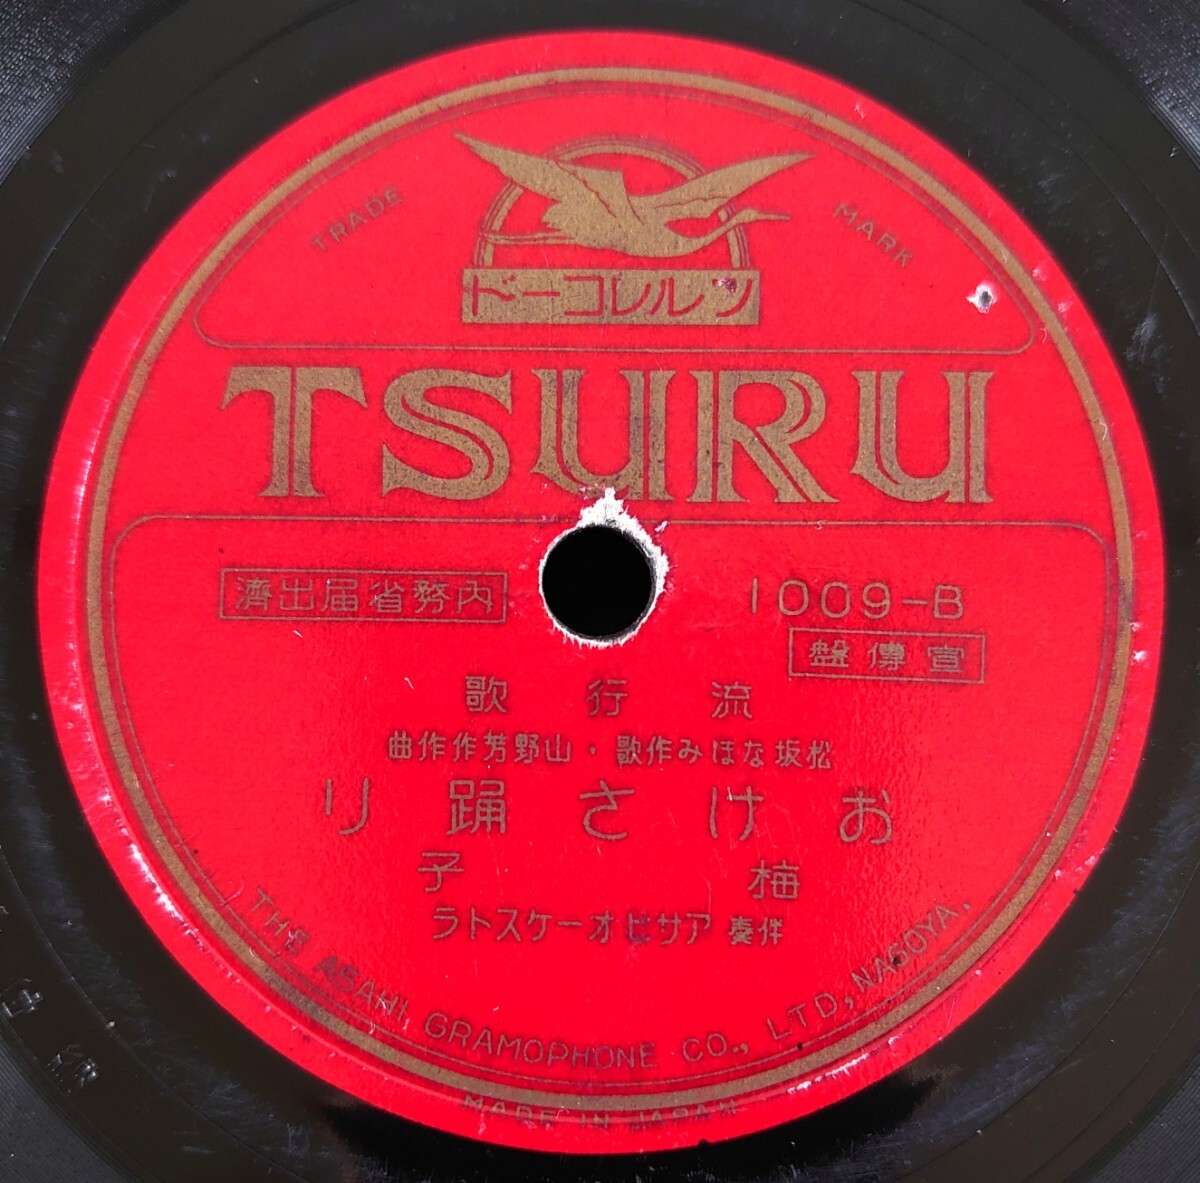 TRADE MARK
ツルレコード
TSURU
內務省届出濟
1009-B
宣傳盤
流行歌
松坂なほみ作歌・山野芳作作曲
おけさ踊り
梅子
伴奏 アサヒオーケストラ
THE ASAHI GRAMOPHONE CO., LTD, NAGOYA.
MADE IN JAPAN